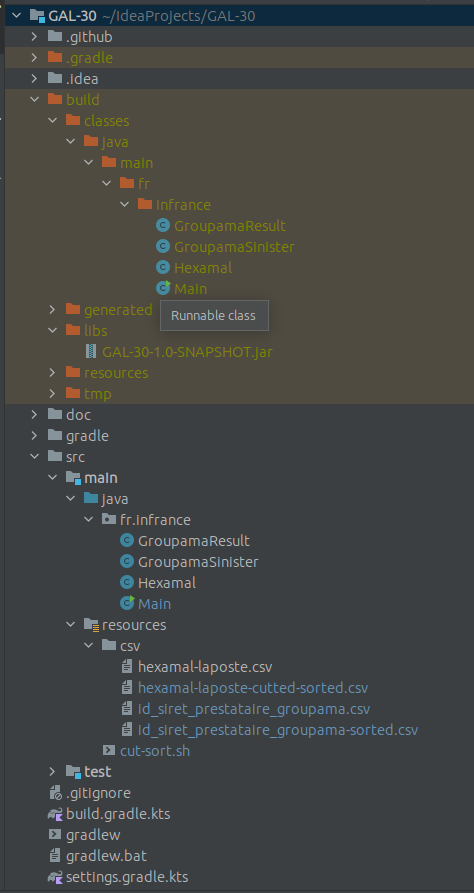 GAL-30 ~/IdeaProjects/GAL-30
.github
.gradle
.idea
build
classes
java
main
fr
infrance
GroupamaResult
GroupamaSinister
Hexamal
Main
generated
Runnable class
libs
GAL-30-1.0-SNAPSHOT.jar
resources
tmp
doc
gradle
src
main
java
fr.infrance
GroupamaResult
GroupamaSinister
Hexamal
Main
resources
csv
hexamal-laposte.csv
hexamal-laposte-cutted-sorted.csv
id_siret_prestataire_groupama.csv
id_siret_prestataire_groupama-sorted.csv
cut-sort.sh
test
.gitignore
build.gradle.kts
gradlew
gradlew.bat
settings.gradle.kts